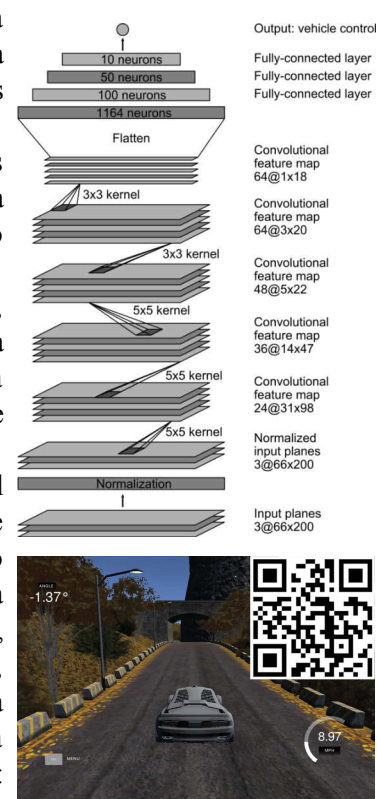 Output: vehicle control
10 neurons
Fully-connected layer
50 neurons
Fully-connected layer
100 neurons
Fully-connected layer
1164 neurons
Flatten
Convolutional
feature map
64@1x18
3x3 kernel
Convolutional
feature map
64@3x20
3x3 kernel
Convolutional
feature map
48@5x22
5x5 kernel
Convolutional
feature map
36@14x47
5x5 kernel
Convolutional
feature map
24@31x98
5x5 kernel
Normalized
input planes
3@66x200
Normalization
Input planes
3@66x200
ANGLE
-1.37°
8.97
MPH
MENU